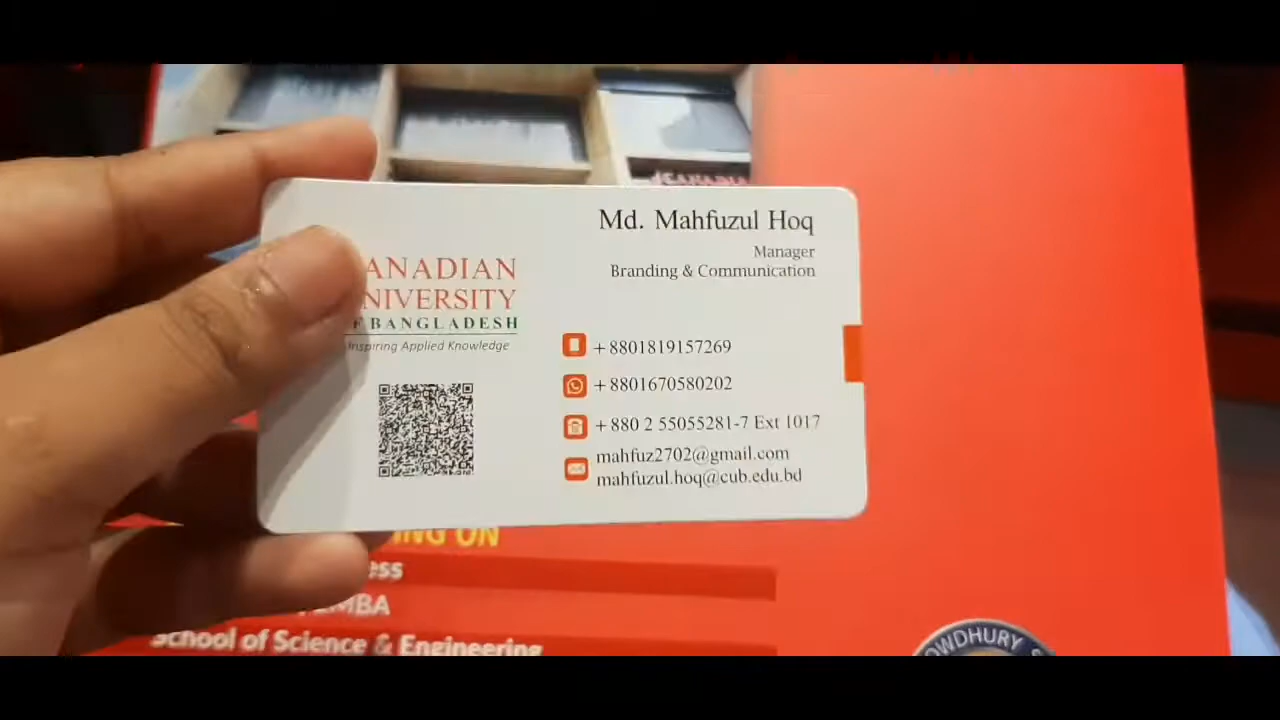 Md. Mahfuzul Hoq
Manager
Branding & Communication
ANADIAN
NIVERSITY
F BANGLADESH
Inspiring Applied Knowledge
+8801819157269
+8801670580202
+880 2 55055281-7 Ext 1017
mahfuz2702@gmail.com
mahfuzul.hoq@cub.edu.bd
ING ON
ess
MBA
School of Science & Engineering
OWDHURY